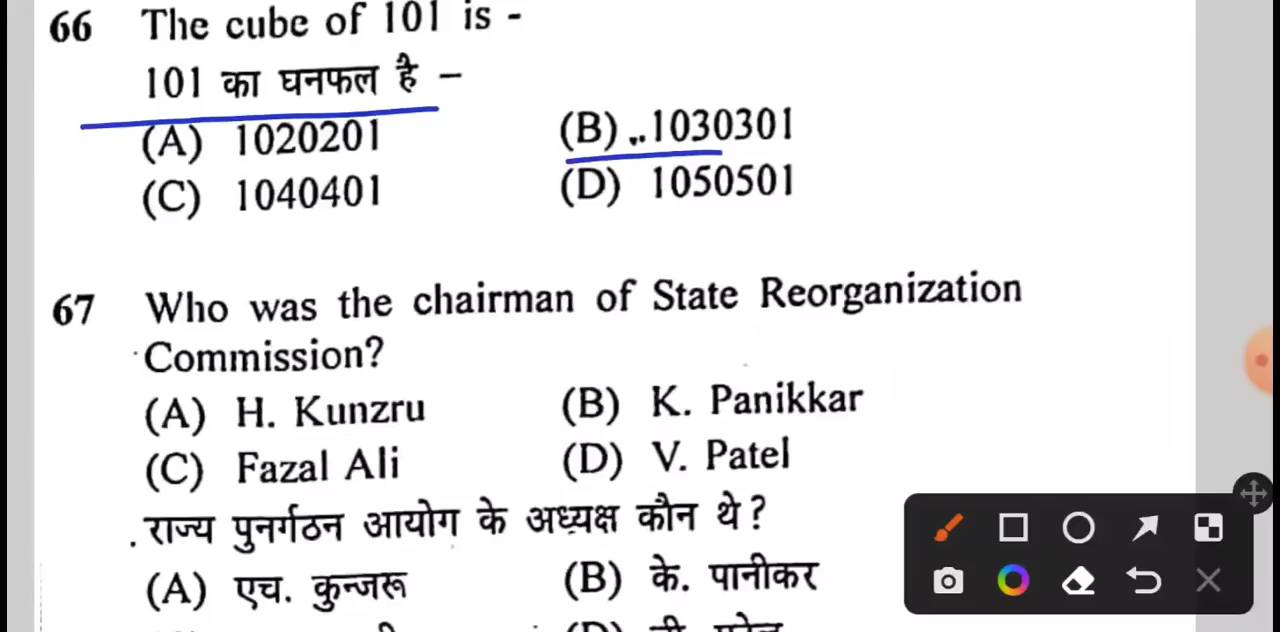 66 The cube of 101 is -
101 का घनफल है –
(A) 1020201 (B) 1030301
(C) 1040401 (D) 1050501
67 Who was the chairman of State Reorganization
Commission?
(A) H. Kunzru (B) K. Panikkar
(C) Fazal Ali (D) V. Patel
राज्य पुनर्गठन आयोग के अध्यक्ष कौन थे?
(A) एच. कुन्जरू (B) के. पानीकर